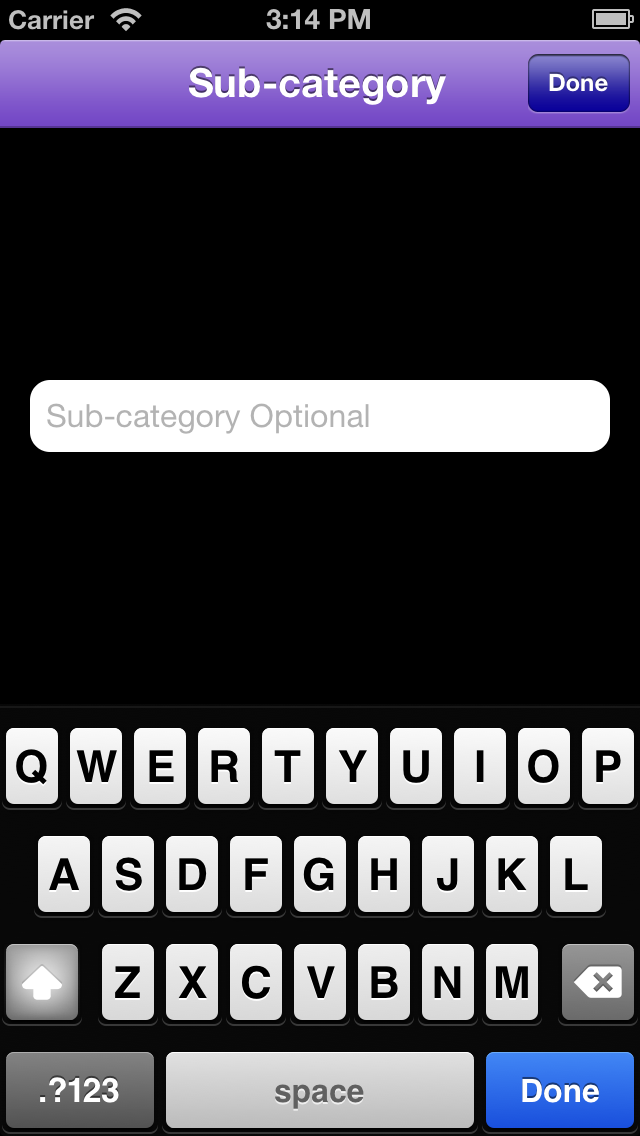 Carrier 3:14 PM
Sub-category Done
Sub-category Optional
Q W E R T Y U I O P
A S D F G H J K L
Z X C V B N M
.?123 space Done